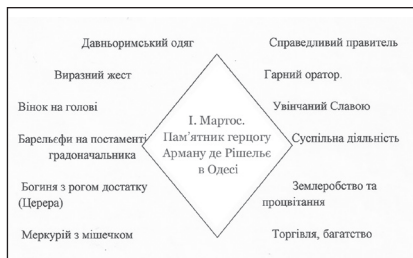 Давньоримський одяг
Справедливий правитель
Виразний жест
Гарний оратор.
Вінок на голові
Увінчаний Славою
Барельєфи на постаменті
градоначальника
Суспільна діяльність
І. Мартос.
Пам'ятник герцогу
Арману де Рішельє
в Одесі
Богиня з рогом достатку
(Церера)
Землеробство та
процвітання
Меркурій з мішечком
Торгівля, багатство